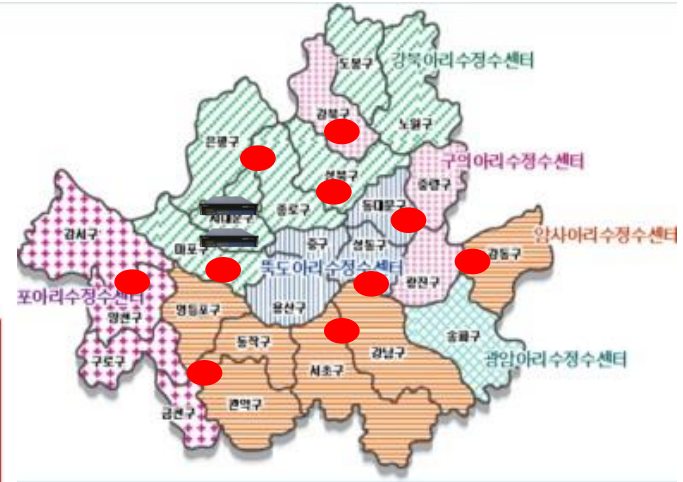 도봉구
강북아리수정수센터
강북구
노원구
은평구
성북구
구의아리수정수센터
중랑구
동대문구
서대문구
종로구
강서구
마포구
중구
성동구
강동구
암사아리수정수센터
뚝도아리수정수센터
광진구
포아리수정수센터
양천구
영등포구
용산구
송파구
동작구
구로구
서초구
강남구
광암아리수정수센터
금천구
관악구